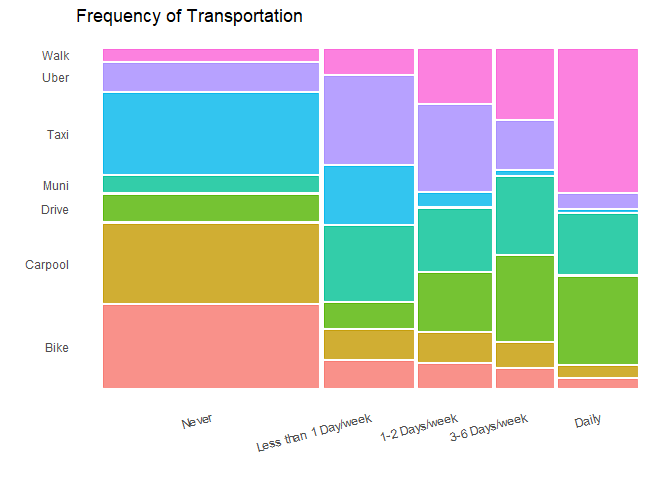 Frequency of Transportation
Walk
Uber
Taxi
Muni
Drive
Carpool
Bike
Never
Less than 1 Day/week
1-2 Days/week
3-6 Days/week
Daily